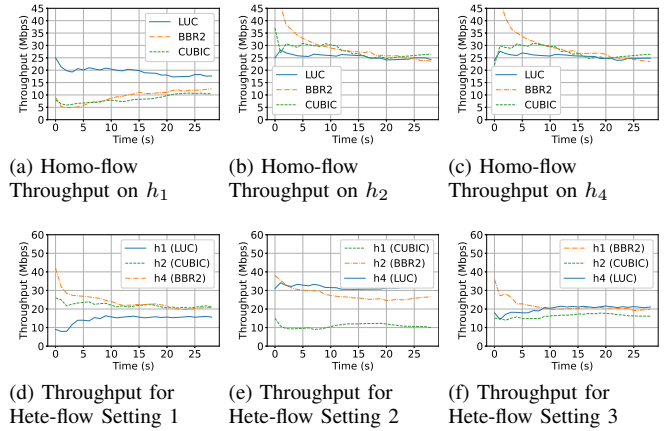 45
40
35
30
25
20
15
10
5
0
Throughput (Mbps)
0 5 10 15 20 25
Time (s)
LUC
BBR2
CUBIC
(a) Homo-flow
Throughput on h1
45
40
35
30
25
20
15
10
5
0
Throughput (Mbps)
0 5 10 15 20 25
Time (s)
LUC
BBR2
CUBIC
(b) Homo-flow
Throughput on h2
45
40
35
30
25
20
15
10
5
0
Throughput (Mbps)
0 5 10 15 20 25
Time (s)
LUC
BBR2
CUBIC
(c) Homo-flow
Throughput on h4
60
50
40
30
20
10
0
Throughput (Mbps)
0 5 10 15 20 25
Time (s)
h1 (LUC)
h2 (CUBIC)
h4 (BBR2)
(d) Throughput for
Hete-flow Setting 1
60
50
40
30
20
10
0
Throughput (Mbps)
0 5 10 15 20 25
Time (s)
h1 (CUBIC)
h2 (BBR2)
h4 (LUC)
(e) Throughput for
Hete-flow Setting 2
60
50
40
30
20
10
0
Throughput (Mbps)
0 5 10 15 20 25
Time (s)
h1 (BBR2)
h4 (LUC)
h2 (CUBIC)
(f) Throughput for
Hete-flow Setting 3